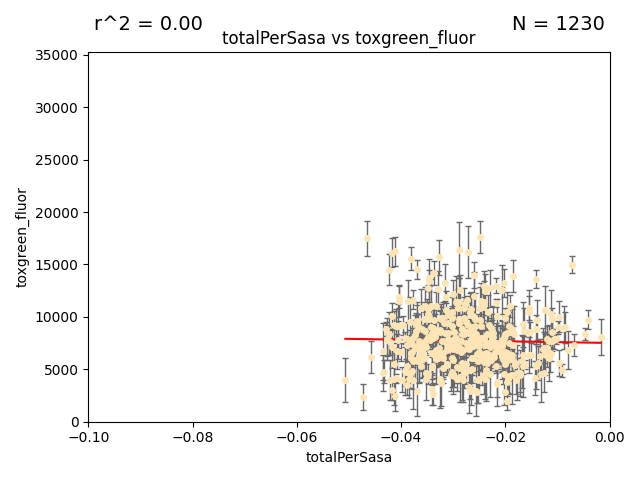 r^2 = 0.00
N = 1230
totalPerSasa vs toxgreen_fluor
35000
30000
25000
20000
15000
10000
5000
0
toxgreen_fluor
−0.10
−0.08
−0.06
−0.04
−0.02
0.00
totalPerSasa